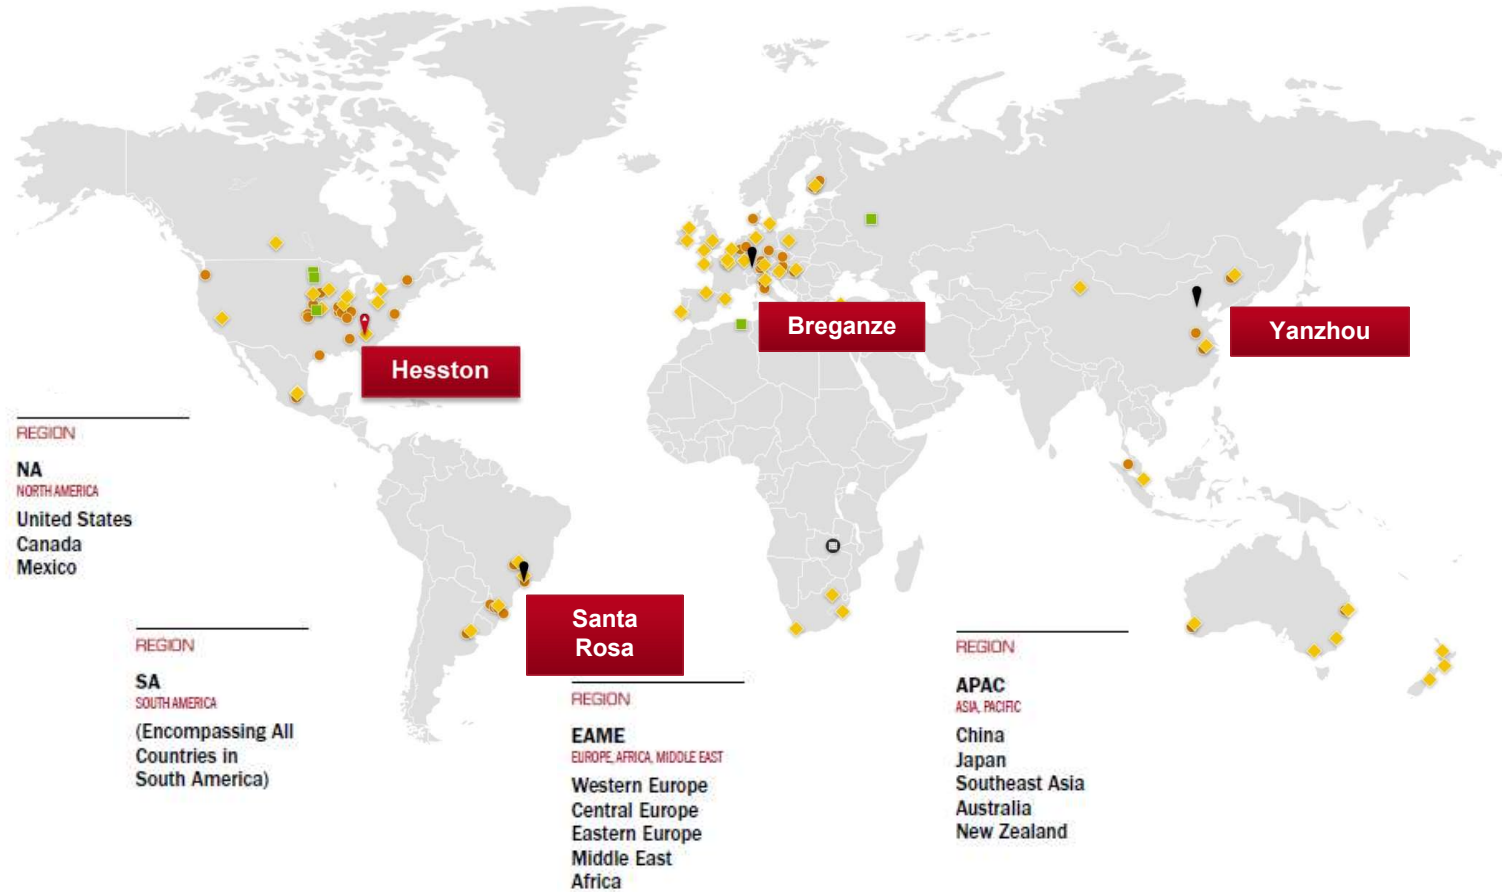 Breganze
Yanzhou
Hesston
REGION
NA
NORTH AMERICA
United States
Canada
Mexico
Santa
Rosa
REGION
SA
SOUTH AMERICA
(Encompassing All
Countries in
South America)
REGION
EAME
EUROPE, AFRICA, MIDDLE EAST
Western Europe
Central Europe
Eastern Europe
Middle East
Africa
REGION
APAC
ASIA, PACIFIC
China
Japan
Southeast Asia
Australia
New Zealand